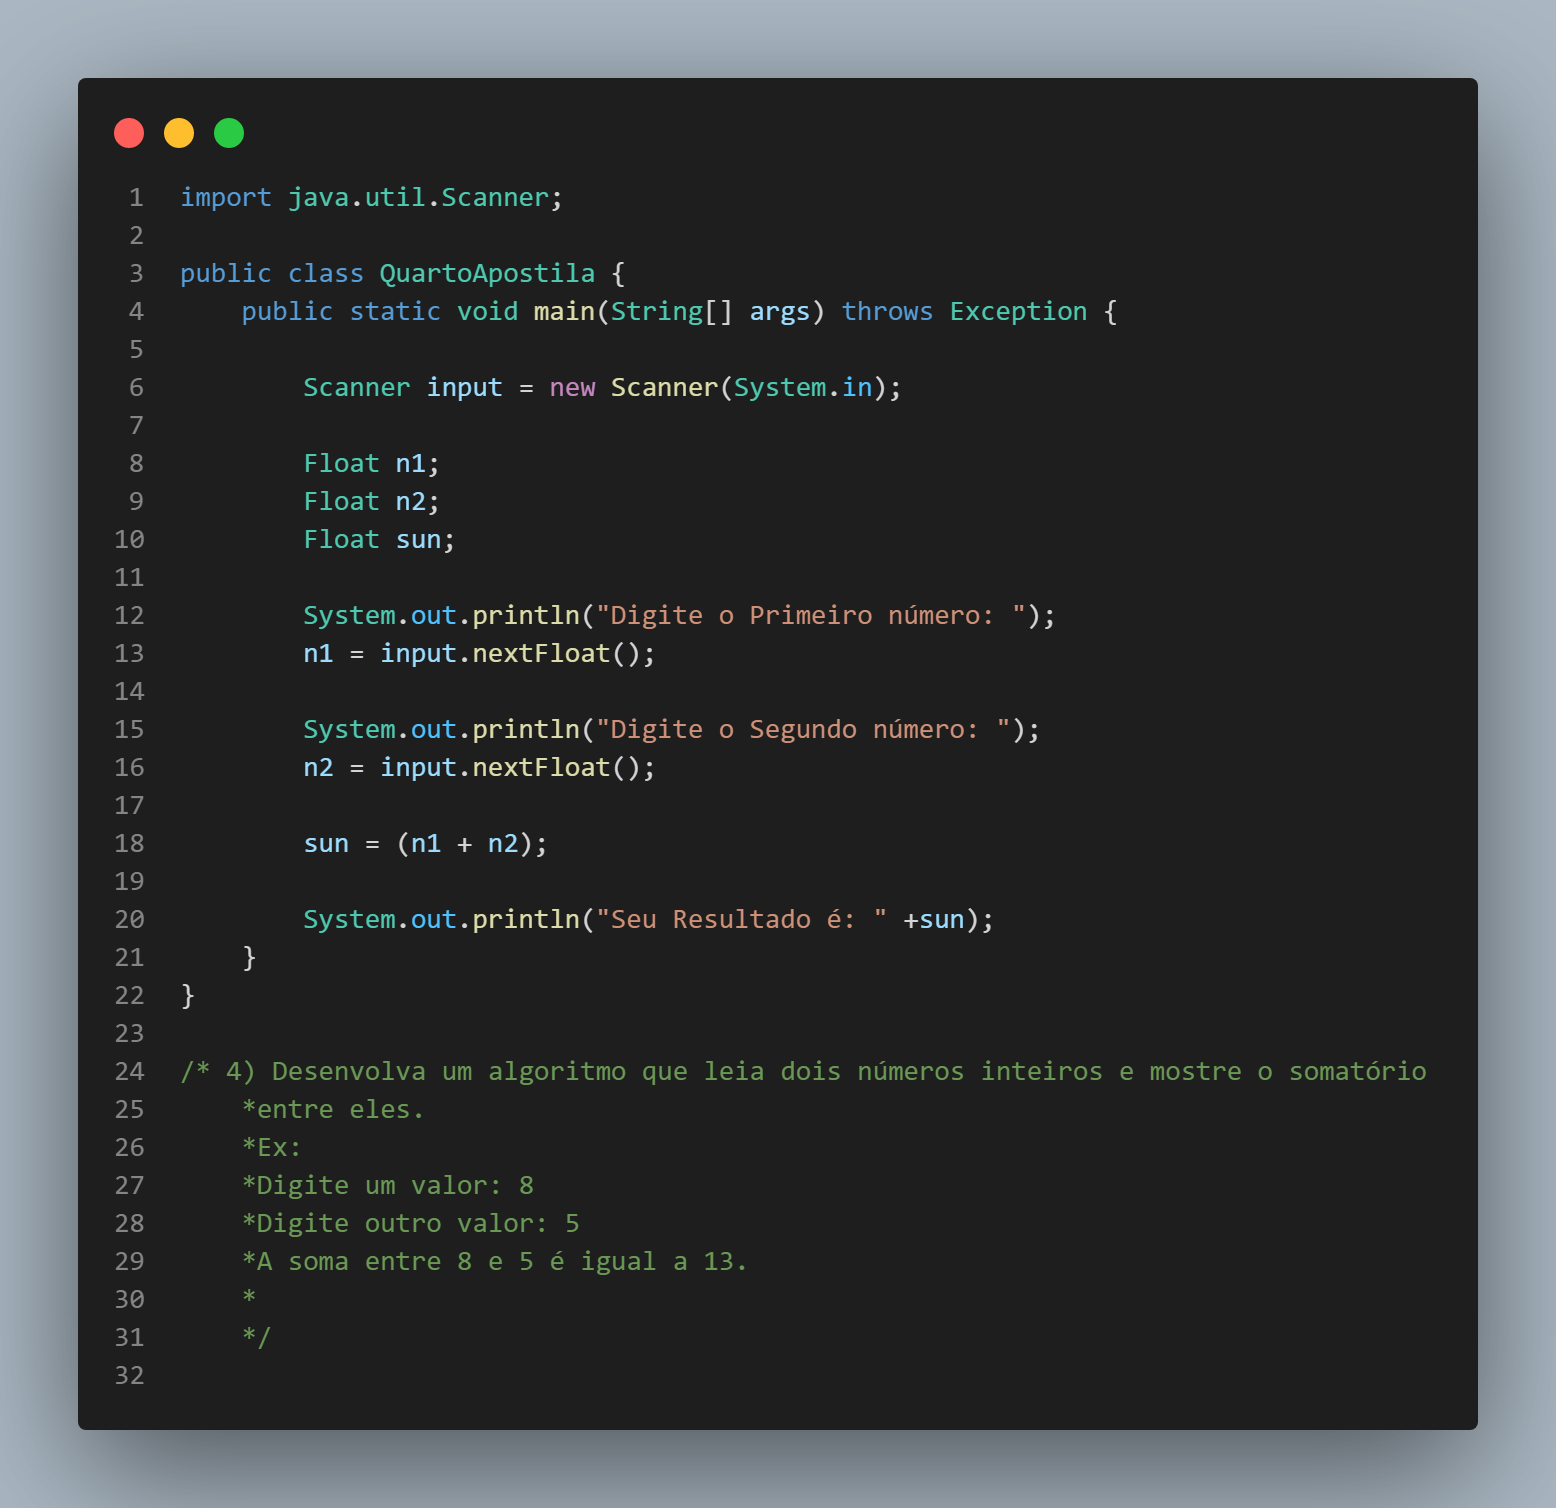 1 import java.util.Scanner;
2
3 public class QuartoApostila {
4     public static void main(String[] args) throws Exception {
5
6         Scanner input = new Scanner(System.in);
7
8         Float n1;
9         Float n2;
10         Float sun;
11
12         System.out.println("Digite o Primeiro número: ");
13         n1 = input.nextFloat();
14
15         System.out.println("Digite o Segundo número: ");
16         n2 = input.nextFloat();
17
18         sun = (n1 + n2);
19
20         System.out.println("Seu Resultado é: " +sun);
21     }
22 }
23
24 /* 4) Desenvolva um algoritmo que leia dois números inteiros e mostre o somatório
25     *entre eles.
26     *Ex:
27     *Digite um valor: 8
28     *Digite outro valor: 5
29     *A soma entre 8 e 5 é igual a 13.
30     *
31     */
32